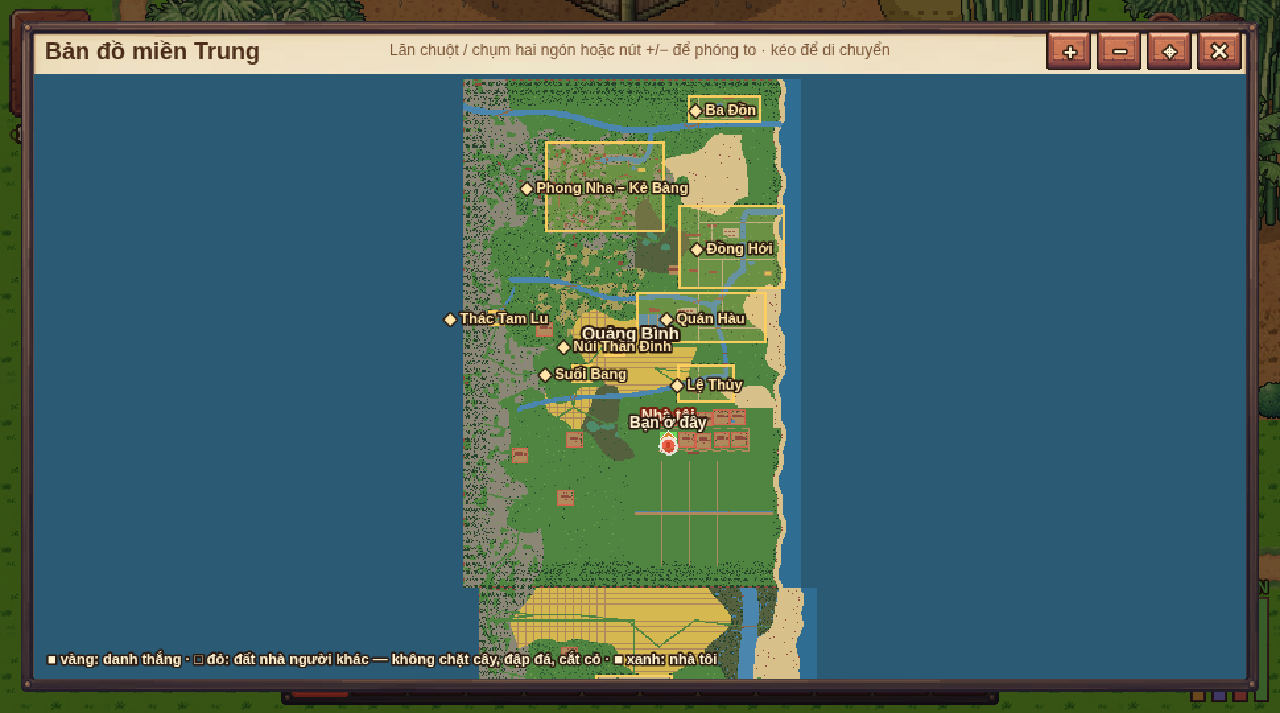 Bản đồ miền Trung
Lăn chuột / chụm hai ngón hoặc nút +/− để phóng to · kéo để di chuyển
Ba Đồn
Phong Nha – Kẻ Bàng
Đồng Hới
Thác Tam Lu
Quán Hàu
Quảng Bình
Núi Thần Đinh
Suối Bang
Lệ Thủy
Nhà tôi
Bạn ở đây
■ vàng: danh thắng · □ đỏ: đất nhà người khác — không chặt cây, đập đá, cắt cỏ · ■ xanh: nhà tôi